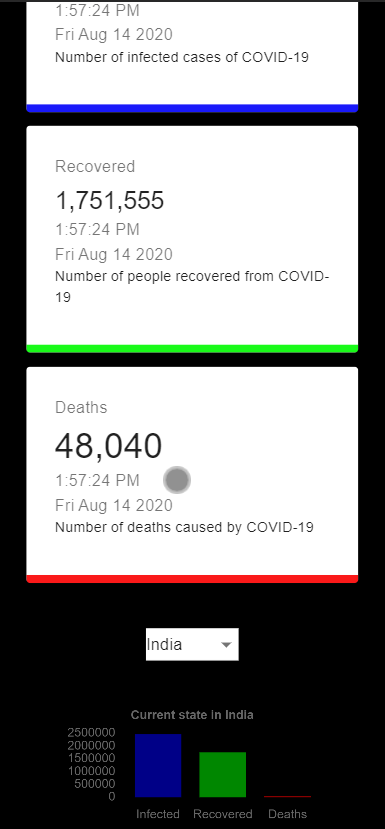 1:57:24 PM
Fri Aug 14 2020
Number of infected cases of COVID-19
Recovered
1,751,555
1:57:24 PM
Fri Aug 14 2020
Number of people recovered from COVID-
19
Deaths
48,040
1:57:24 PM
Fri Aug 14 2020
Number of deaths caused by COVID-19
India
Current state in India
2500000
2000000
1500000
1000000
500000
0
Infected Recovered Deaths